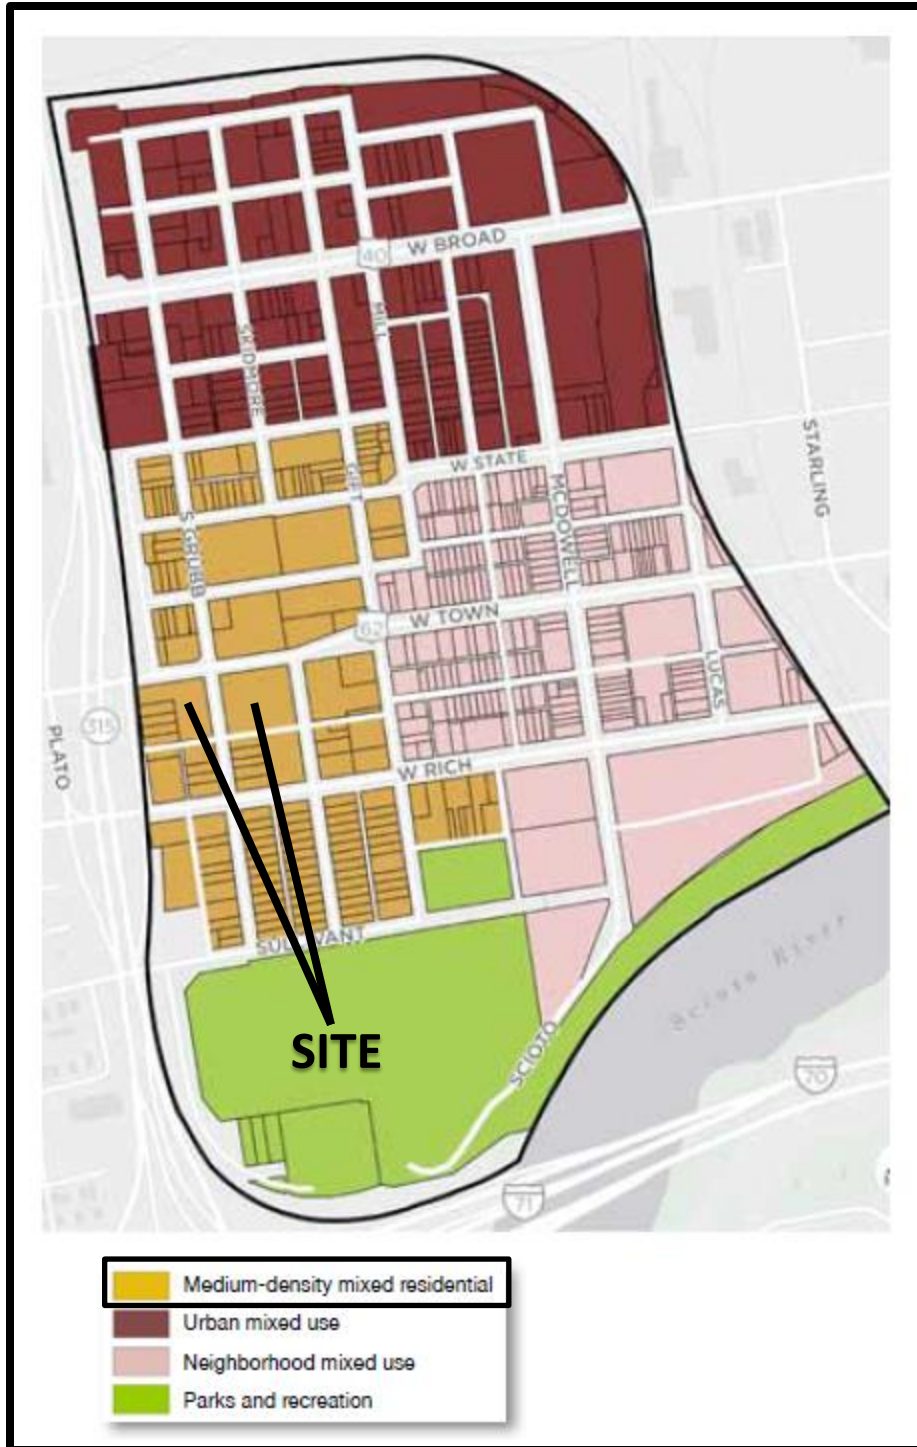 W BROAD
40
MILL
SKIDMORE
STARLING
W STATE
GIFT
MCDOWELL
S GRUBB
W TOWN
62
LUCAS
315
PLATO
W RICH
SULLIVANT
Scioto River
SITE
SCIOTO
70
71
Medium-density mixed residential
Urban mixed use
Neighborhood mixed use
Parks and recreation